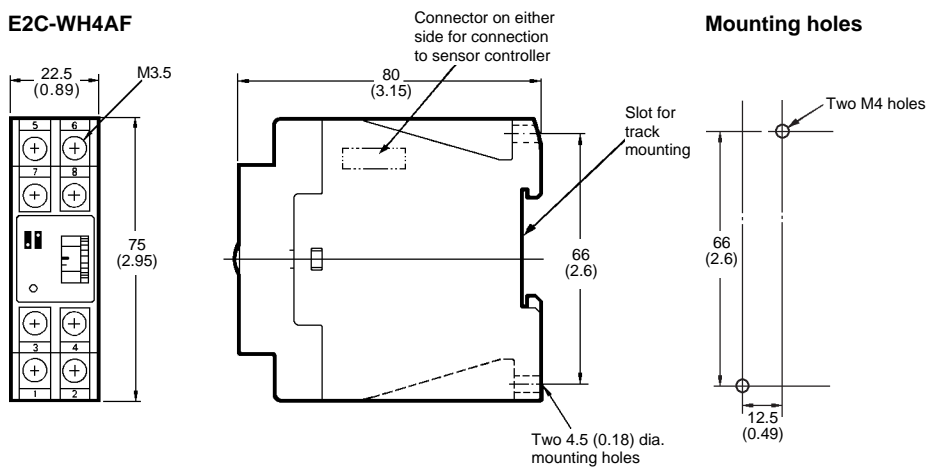 E2C-WH4AF
22.5
(0.89)
M3.5
5 6
7 8
3 4
1 2
75
(2.95)
Connector on either
side for connection
to sensor controller
80
(3.15)
Slot for
track
mounting
66
(2.6)
Two 4.5 (0.18) dia.
mounting holes
Mounting holes
Two M4 holes
66
(2.6)
12.5
(0.49)